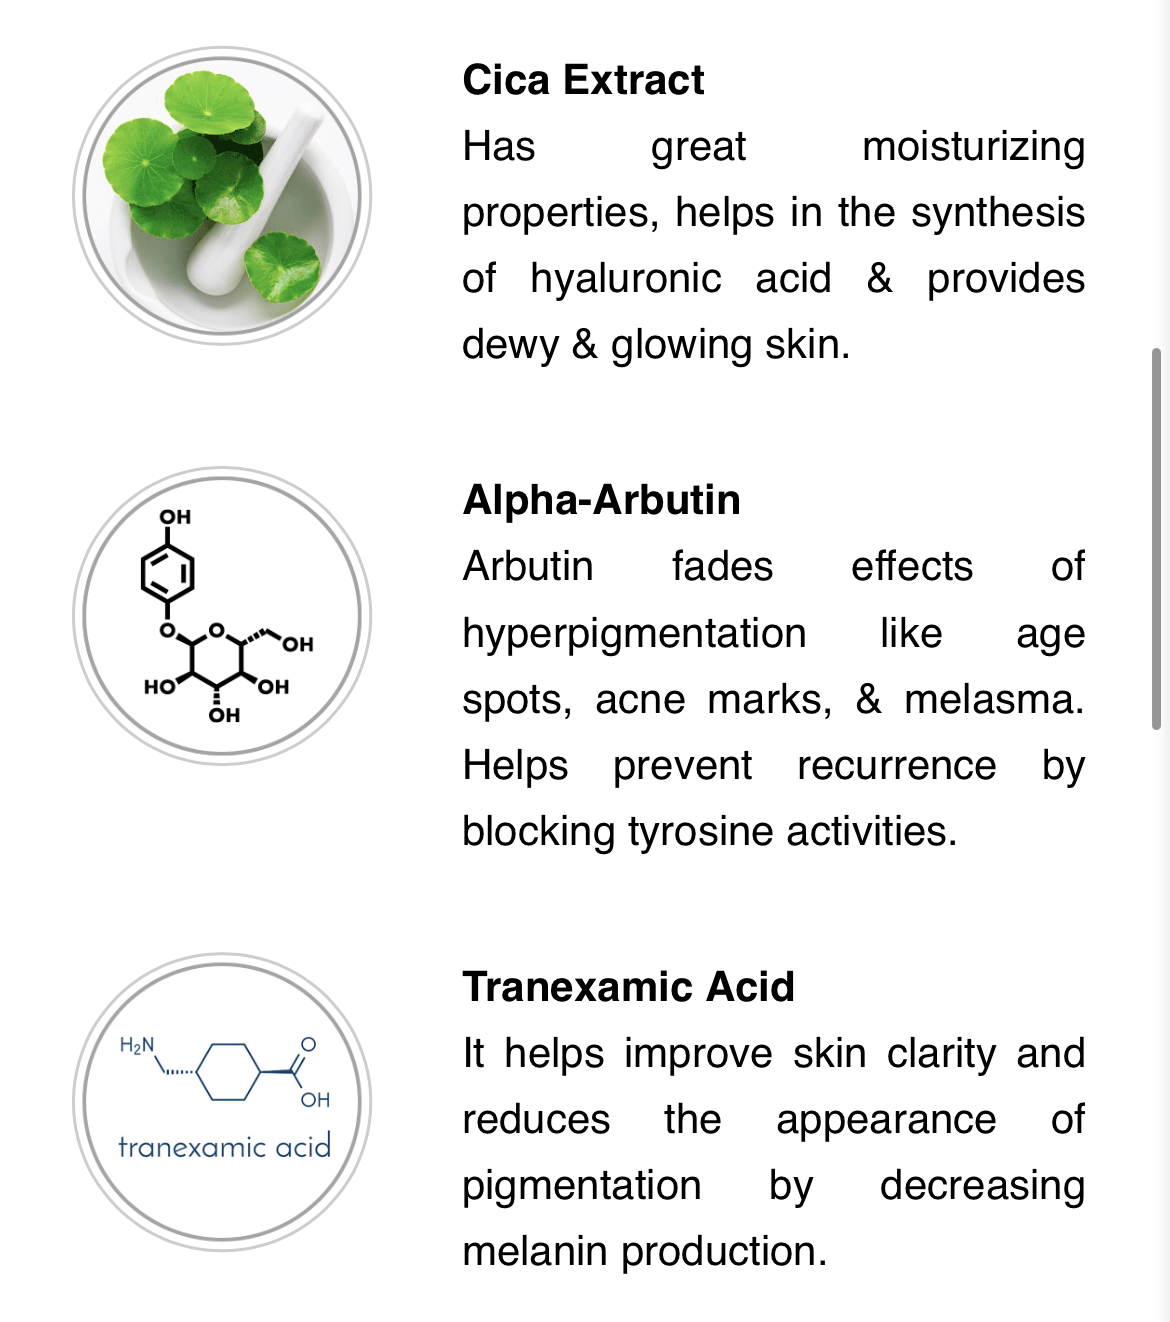 Cica Extract
Has great moisturizing
properties, helps in the synthesis
of hyaluronic acid & provides
dewy & glowing skin.
OH
O
O
OH
HO
OH
OH
Alpha-Arbutin
Arbutin fades effects of
hyperpigmentation like age
spots, acne marks, & melasma.
Helps prevent recurrence by
blocking tyrosine activities.
H₂N
O
OH
tranexamic acid
Tranexamic Acid
It helps improve skin clarity and
reduces the appearance of
pigmentation by decreasing
melanin production.